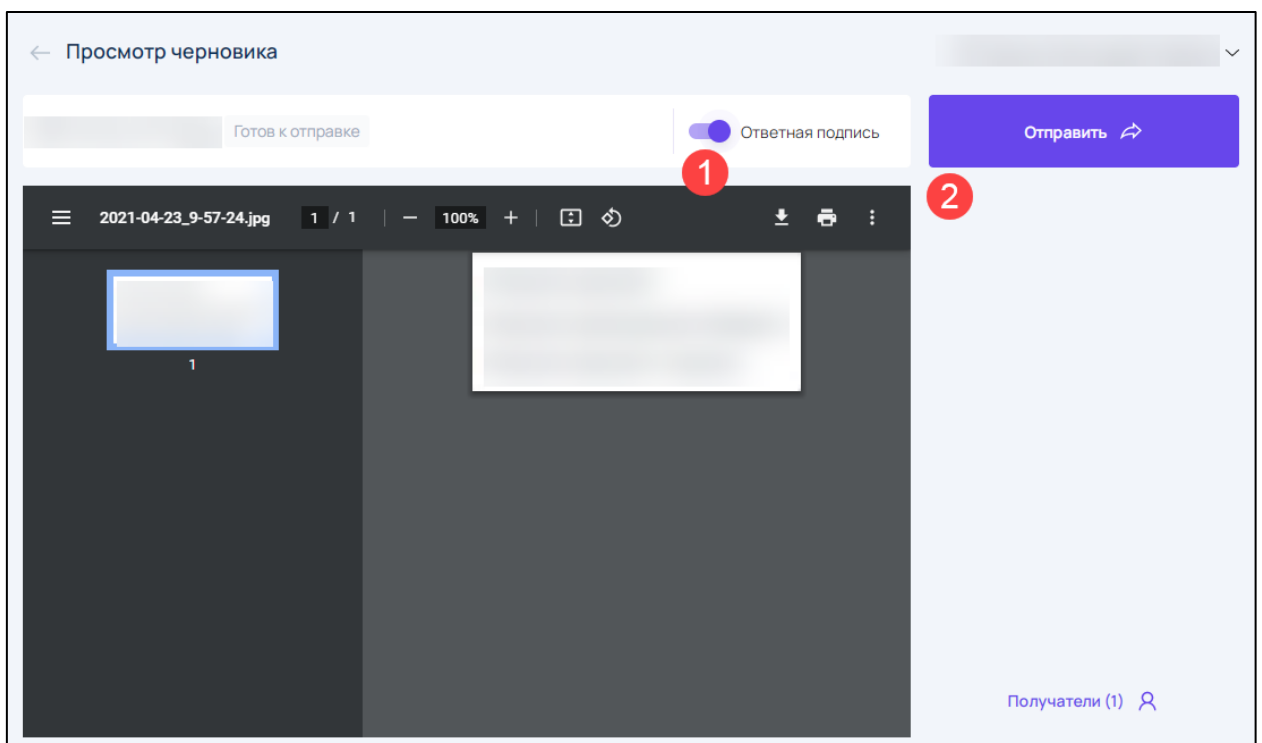 Просмотр черновика
Готов к отправке
Ответная подпись
Отправить
1
2
2021-04-23_9-57-24.jpg 1 / 1 100%
1
Получатели (1)